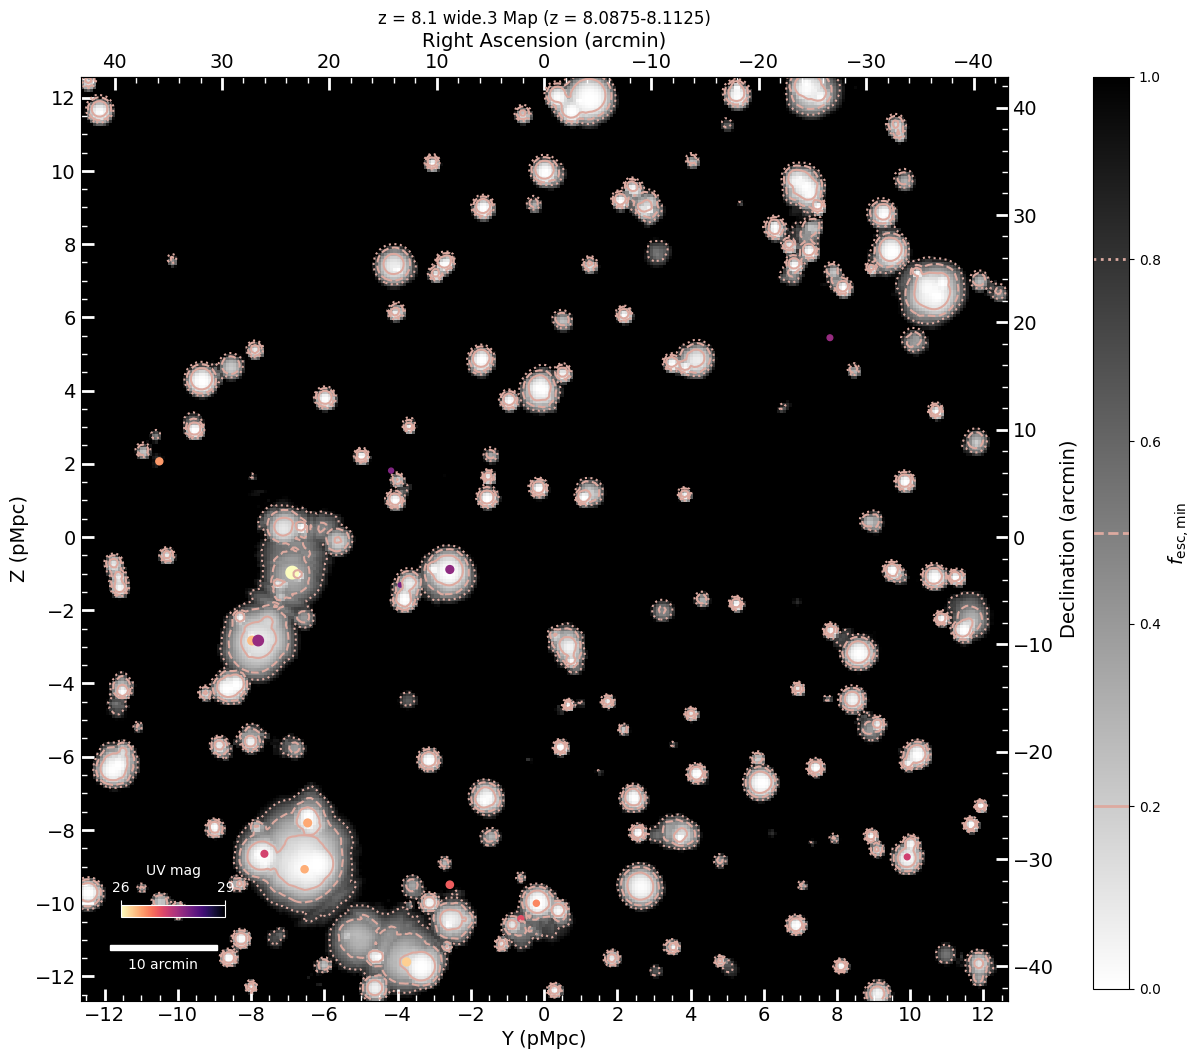 z = 8.1 wide.3 Map (z = 8.0875-8.1125)
Right Ascension (arcmin)
40 30 20 10 0 −10 −20 −30 −40
12 10 8 6 4 2 0 −2 −4 −6 −8 −10 −12
Z (pMpc)
UV mag
26 29
10 arcmin
−12 −10 −8 −6 −4 −2 0 2 4 6 8 10 12
Y (pMpc)
40 30 20 10 0 −10 −20 −30 −40
Declination (arcmin)
1.0 0.8 0.6 0.4 0.2 0.0
fesc,min